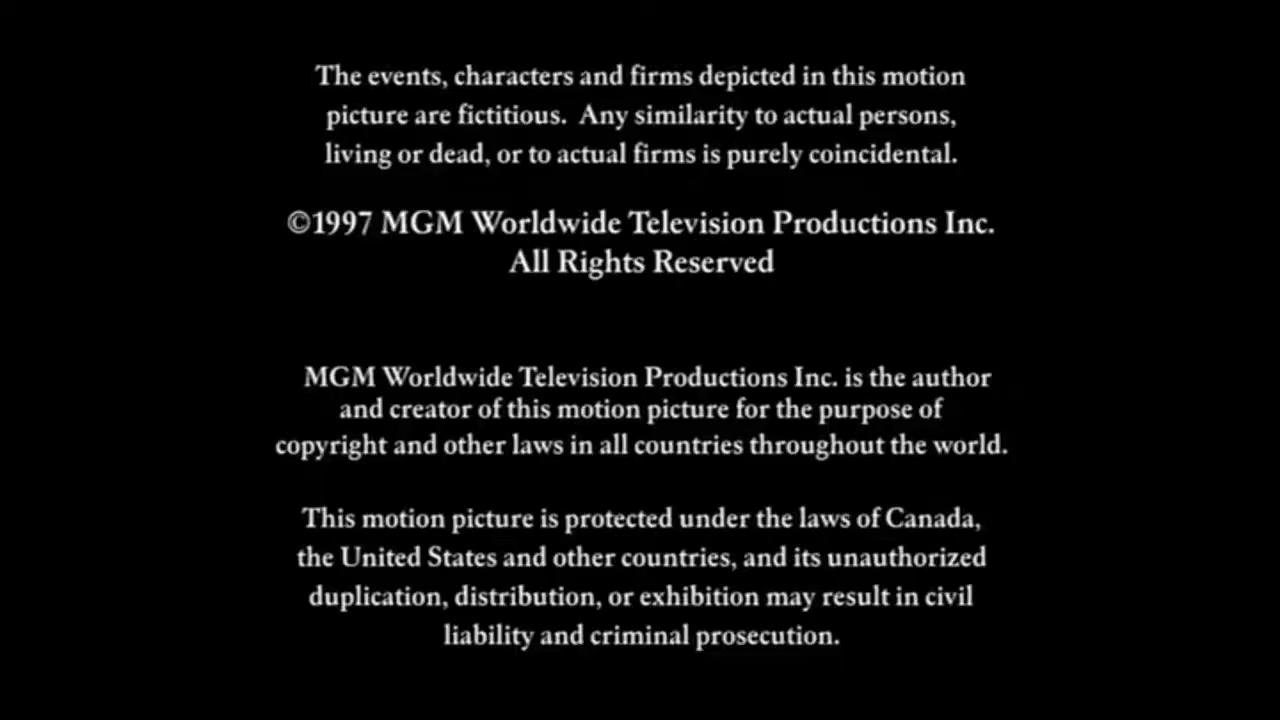 The events, characters and firms depicted in this motion
picture are fictitious.  Any similarity to actual persons,
living or dead, or to actual firms is purely coincidental.
©1997 MGM Worldwide Television Productions Inc.
All Rights Reserved
MGM Worldwide Television Productions Inc. is the author
and creator of this motion picture for the purpose of
copyright and other laws in all countries throughout the world.
This motion picture is protected under the laws of Canada,
the United States and other countries, and its unauthorized
duplication, distribution, or exhibition may result in civil
liability and criminal prosecution.